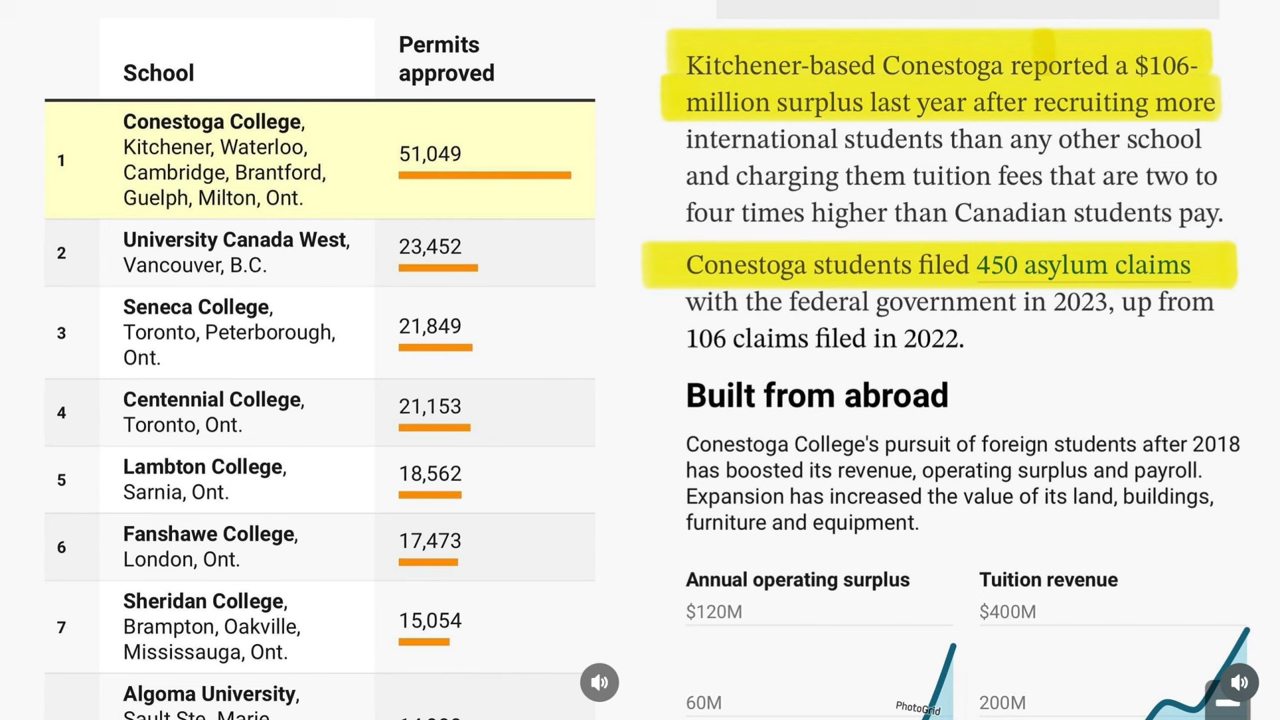 School
Permits
approved
1
Conestoga College,
Kitchener, Waterloo,
Cambridge, Brantford,
Guelph, Milton, Ont.
51,049
2
University Canada West,
Vancouver, B.C.
23,452
3
Seneca College,
Toronto, Peterborough,
Ont.
21,849
4
Centennial College,
Toronto, Ont.
21,153
5
Lambton College,
Sarnia, Ont.
18,562
6
Fanshawe College,
London, Ont.
17,473
7
Sheridan College,
Brampton, Oakville,
Mississauga, Ont.
15,054
Algoma University,
Sault Ste. Marie
Kitchener-based Conestoga reported a $106-
million surplus last year after recruiting more
international students than any other school
and charging them tuition fees that are two to
four times higher than Canadian students pay.
Conestoga students filed 450 asylum claims
with the federal government in 2023, up from
106 claims filed in 2022.
Built from abroad
Conestoga College's pursuit of foreign students after 2018
has boosted its revenue, operating surplus and payroll.
Expansion has increased the value of its land, buildings,
furniture and equipment.
Annual operating surplus
$120M
60M
Tuition revenue
$400M
200M
PhotoGrid